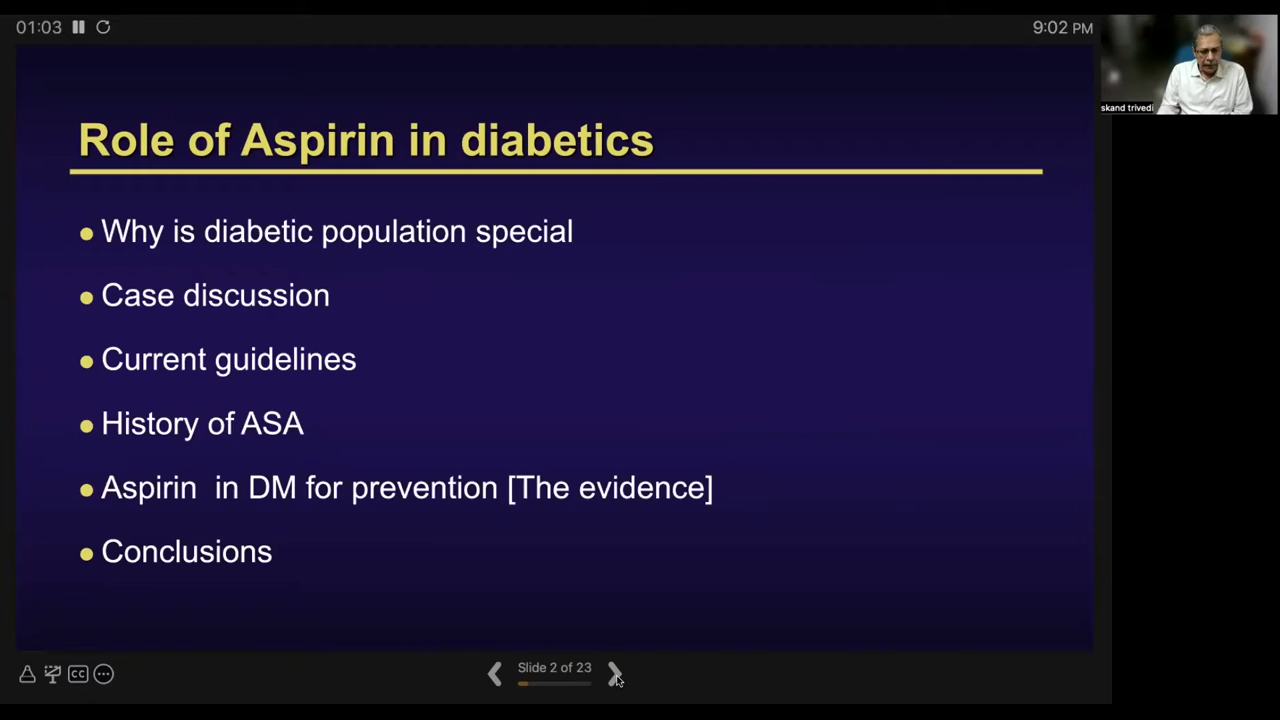 01:03
9:02 PM
skand trivedi
Role of Aspirin in diabetics
Why is diabetic population special
Case discussion
Current guidelines
History of ASA
Aspirin  in DM for prevention [The evidence]
Conclusions
CC
Slide 2 of 23